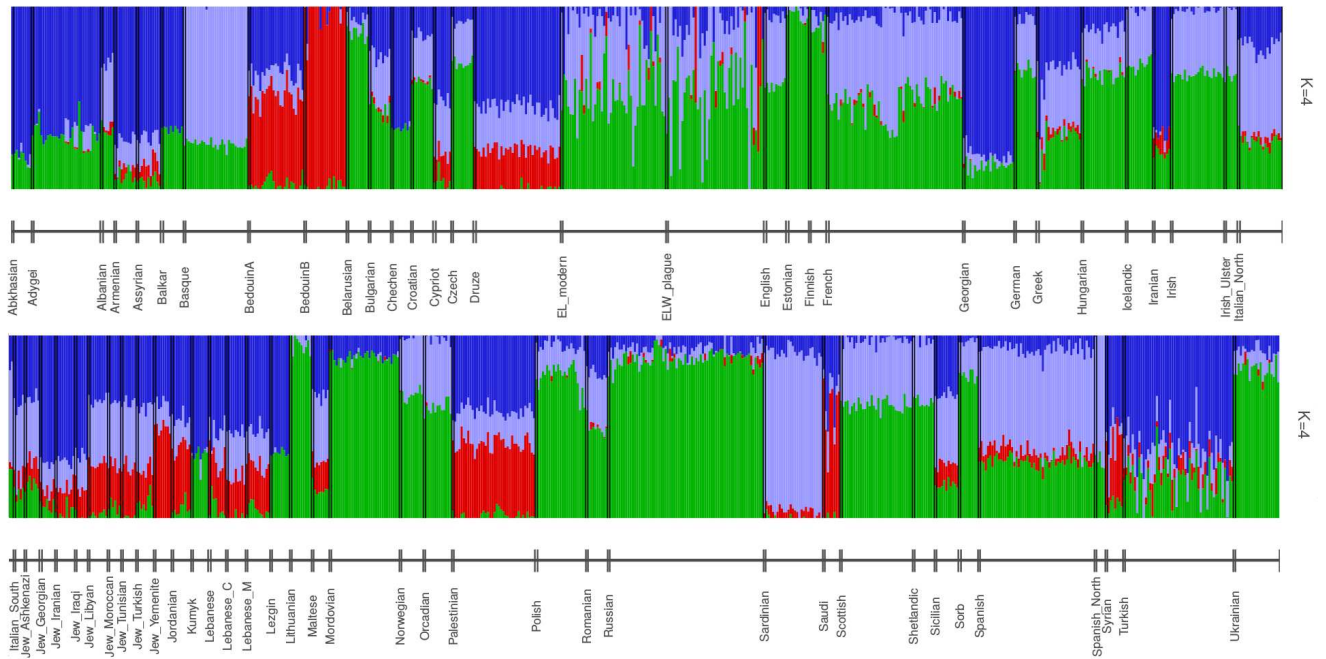 K=4
Abkhasian
Adygei
Albanian
Armenian
Assyrian
Balkar
Basque
BedouinA
BedouinB
Belarusian
Bulgarian
Chechen
Croatian
Cypriot
Czech
Druze
EL_modern
ELW_plague
English
Estonian
Finnish
French
Georgian
German
Greek
Hungarian
Icelandic
Iranian
Irish
Irish_Ulster
Italian_North
K=4
Italian_South
Jew_Ashkenazi
Jew_Georgian
Jew_Iranian
Jew_Iraqi
Jew_Libyan
Jew_Moroccan
Jew_Tunisian
Jew_Turkish
Jew_Yemenite
Jordanian
Kumyk
Lebanese
Lebanese_C
Lebanese_M
Lezgin
Lithuanian
Maltese
Mordovian
Norwegian
Orcadian
Palestinian
Polish
Romanian
Russian
Sardinian
Saudi
Scottish
Shetlandic
Sicilian
Sorb
Spanish
Spanish_North
Syrian
Turkish
Ukrainian